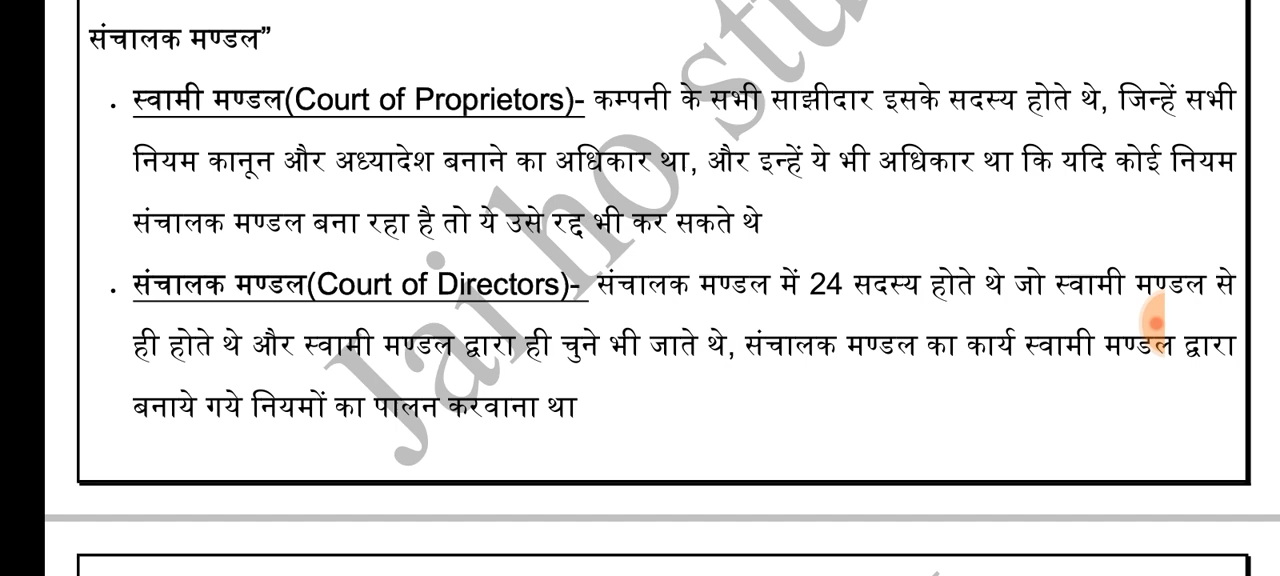 संचालक मण्डल”
. स्वामी मण्डल(Court of Proprietors)- कम्पनी के सभी साझीदार इसके सदस्य होते थे, जिन्हें सभी
नियम कानून और अध्यादेश बनाने का अधिकार था, और इन्हें ये भी अधिकार था कि यदि कोई नियम
संचालक मण्डल बना रहा है तो ये उसे रद्द भी कर सकते थे
. संचालक मण्डल(Court of Directors)- संचालक मण्डल में 24 सदस्य होते थे जो स्वामी मण्डल से
ही होते थे और स्वामी मण्डल द्वारा ही चुने भी जाते थे, संचालक मण्डल का कार्य स्वामी मण्डल द्वारा
बनाये गये नियमों का पालन करवाना था
Jai ho